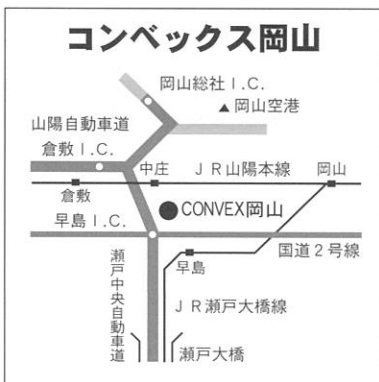 コンベックス岡山
岡山総社I.C.
▲岡山空港
山陽自動車道
倉敷I.C.
中庄
JR山陽本線
岡山
倉敷
●CONVEX岡山
早島I.C.
国道2号線
早島
瀬戸中央自動車道
JR瀬戸大橋線
瀬戸大橋